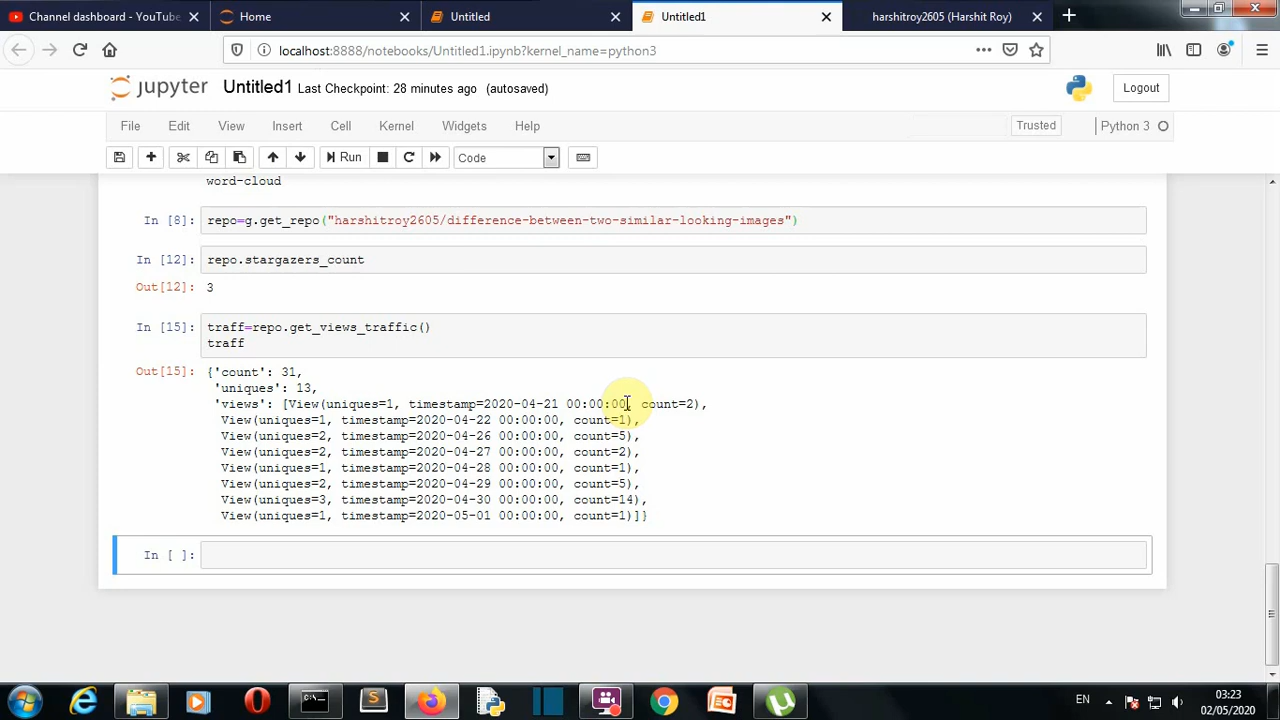 Channel dashboard - YouTube
Home
Untitled
Untitled1
harshitroy2605 (Harshit Roy)
localhost:8888/notebooks/Untitled1.ipynb?kernel_name=python3
jupyter Untitled1 Last Checkpoint: 28 minutes ago (autosaved)
Logout
File Edit View Insert Cell Kernel Widgets Help
Trusted
Python 3
Run
Code
word-cloud
In [8]: repo=g.get_repo("harshitroy2605/difference-between-two-similar-looking-images")
In [12]: repo.stargazers_count
Out[12]: 3
In [15]: traff=repo.get_views_traffic()
traff
Out[15]: {'count': 31,
'uniques': 13,
'views': [View(uniques=1, timestamp=2020-04-21 00:00:00, count=2),
View(uniques=1, timestamp=2020-04-22 00:00:00, count=1),
View(uniques=2, timestamp=2020-04-26 00:00:00, count=5),
View(uniques=2, timestamp=2020-04-27 00:00:00, count=2),
View(uniques=1, timestamp=2020-04-28 00:00:00, count=1),
View(uniques=2, timestamp=2020-04-29 00:00:00, count=5),
View(uniques=3, timestamp=2020-04-30 00:00:00, count=14),
View(uniques=1, timestamp=2020-05-01 00:00:00, count=1)]}
In [ ]:
EN
03:23
02/05/2020